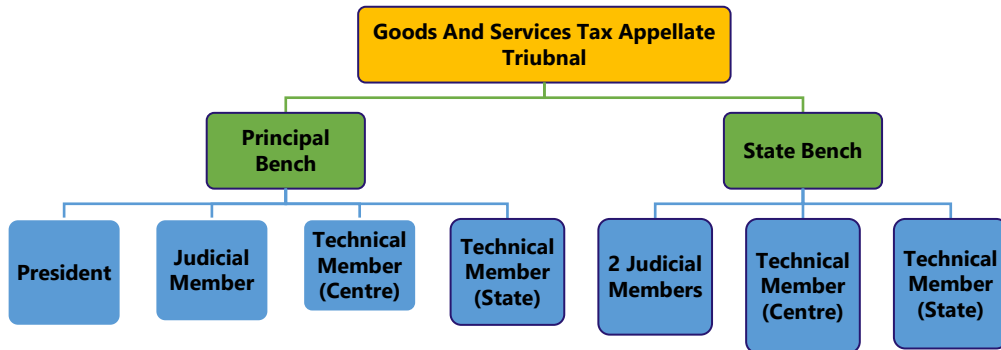 Goods And Services Tax Appellate
Triubnal
Principal
Bench
State Bench
President
Judicial
Member
Technical
Member
(Centre)
Technical
Member
(State)
2 Judicial
Members
Technical
Member
(Centre)
Technical
Member
(State)